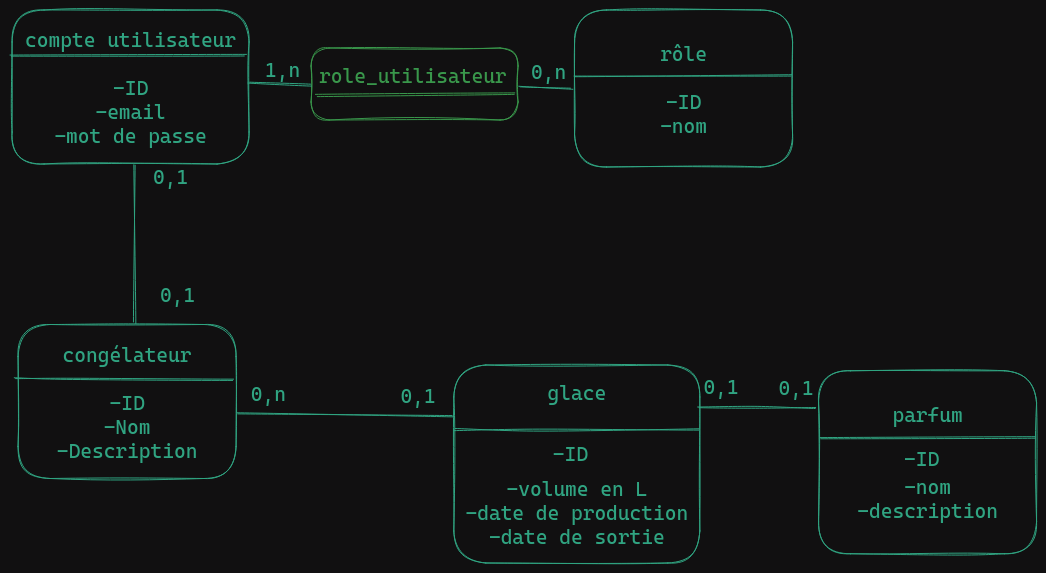 compte utilisateur
-ID
-email
-mot de passe
1,n
role_utilisateur
0,n
rôle
-ID
-nom
0,1
0,1
congélateur
-ID
-Nom
-Description
0,n
0,1
glace
-ID
-volume en L
-date de production
-date de sortie
0,1
0,1
parfum
-ID
-nom
-description